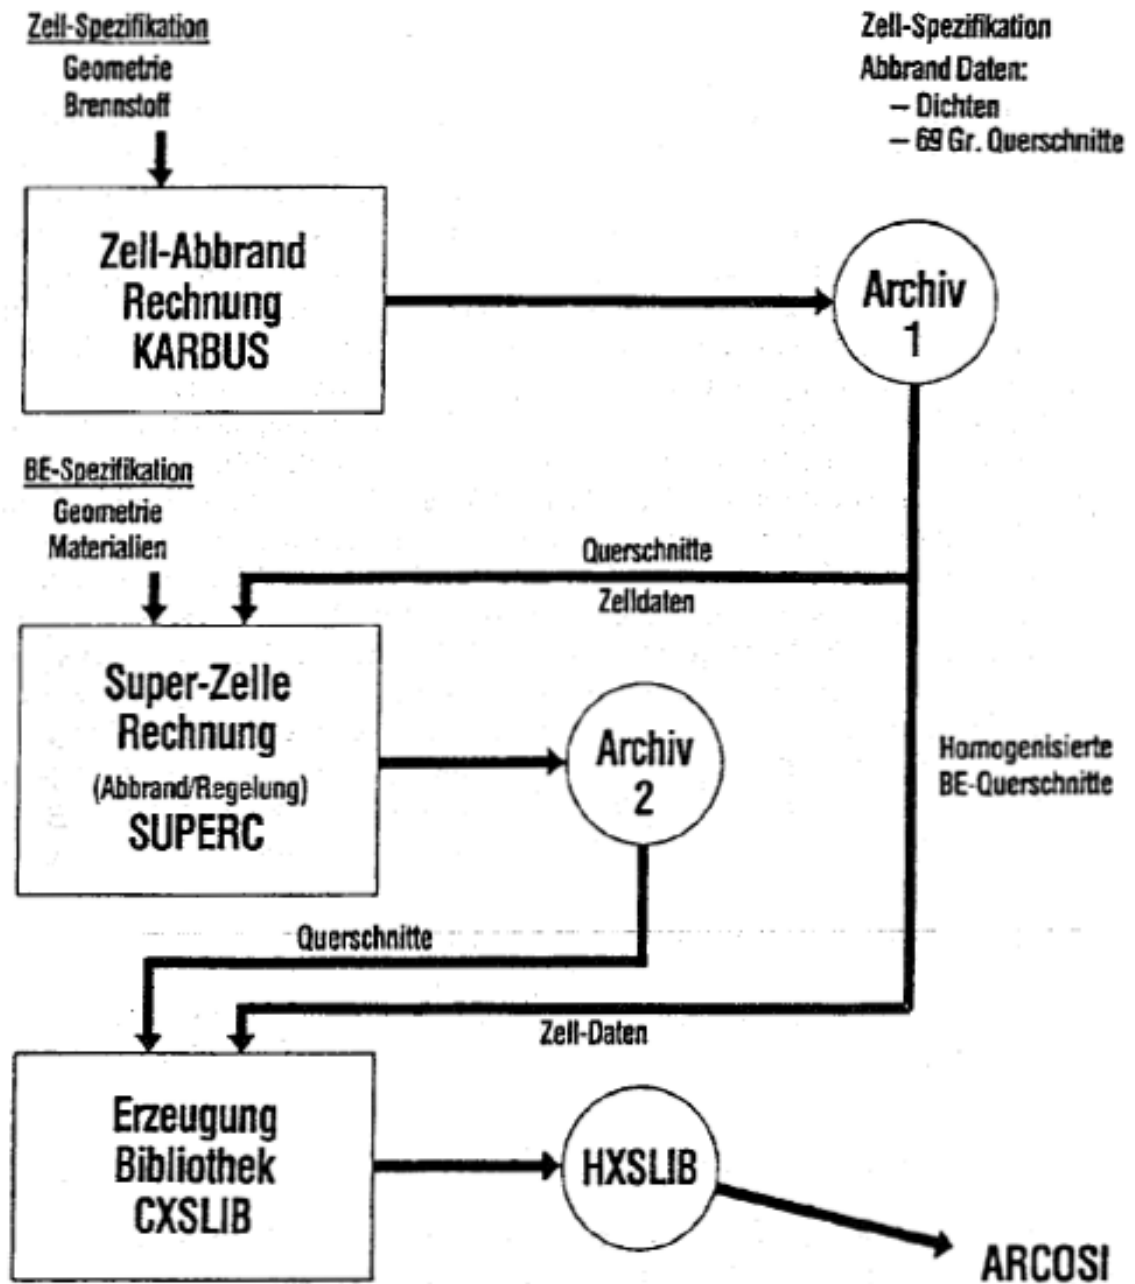 Zell-Spezifikation
Geometrie
Brennstoff
Zell-Spezifikation
Abbrand Daten:
– Dichten
– 69 Gr. Querschnitte
Zell-Abbrand
Rechnung
KARBUS
Archiv
1
BE-Spezifikation
Geometrie
Materialien
Querschnitte
Zelldaten
Super-Zelle
Rechnung
(Abbrand/Regelung)
SUPERC
Archiv
2
Homogenisierte
BE-Querschnitte
Querschnitte
Zell-Daten
Erzeugung
Bibliothek
CXSLIB
HXSLIB
ARCOSI